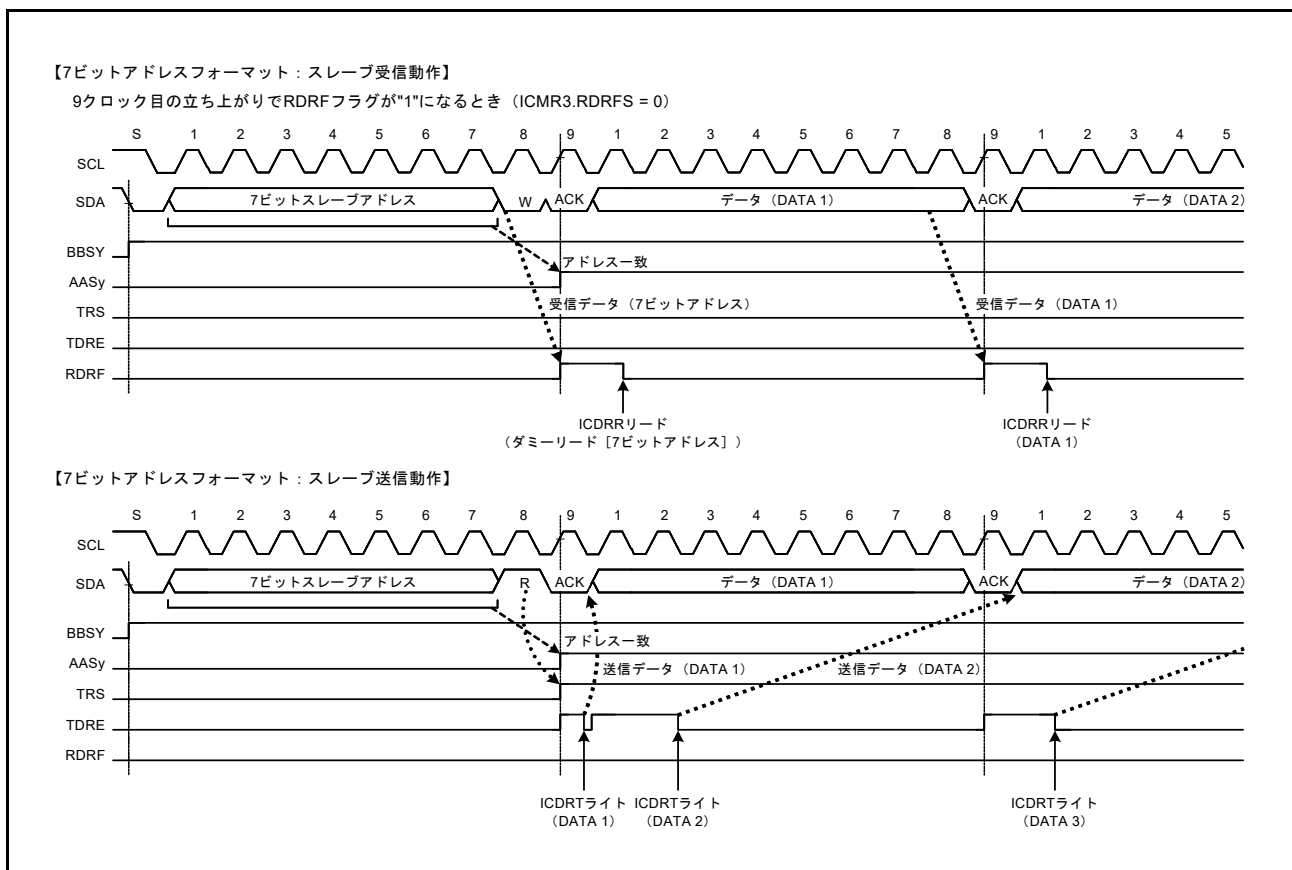 【7ビットアドレスフォーマット：スレーブ受信動作】
9クロック目の立ち上がりでRDRFフラグが"1"になるとき（ICMR3.RDRFS = 0）
S 1 2 3 4 5 6 7 8 9 1 2 3 4 5 6 7 8 9 1 2 3 4 5
SCL
SDA 7ビットスレーブアドレス W ACK データ（DATA 1） ACK データ（DATA 2）
BBSY
アドレス一致
AASy
受信データ（7ビットアドレス） 受信データ（DATA 1）
TRS
TDRE
RDRF
ICDRRリード ICDRRリード
（ダミーリード［7ビットアドレス］） （DATA 1）
【7ビットアドレスフォーマット：スレーブ送信動作】
S 1 2 3 4 5 6 7 8 9 1 2 3 4 5 6 7 8 9 1 2 3 4 5
SCL
SDA 7ビットスレーブアドレス R ACK データ（DATA 1） ACK データ（DATA 2）
BBSY
アドレス一致
AASy
送信データ（DATA 1） 送信データ（DATA 2）
TRS
TDRE
RDRF
ICDRTライト ICDRTライト ICDRTライト
（DATA 1） （DATA 2） （DATA 3）